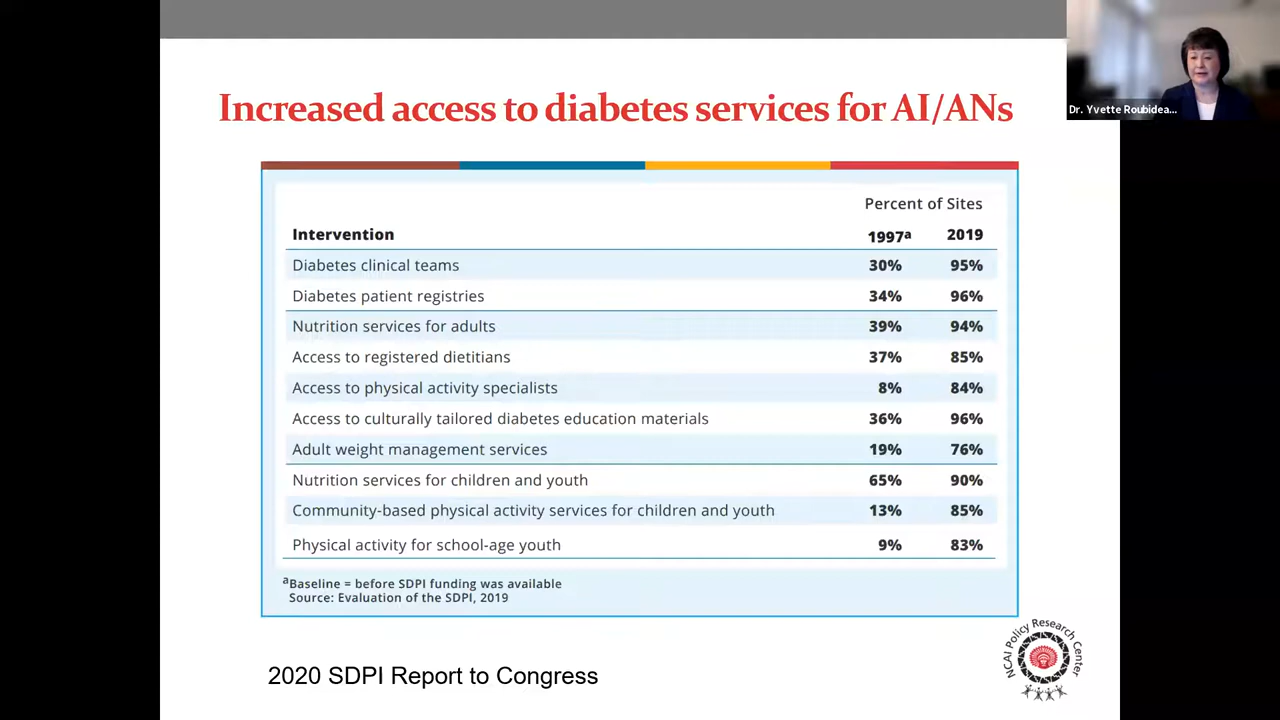 Increased access to diabetes services for AI/ANs
Dr. Yvette Roubidea...
Percent of Sites
Intervention 1997a 2019
Diabetes clinical teams 30% 95%
Diabetes patient registries 34% 96%
Nutrition services for adults 39% 94%
Access to registered dietitians 37% 85%
Access to physical activity specialists 8% 84%
Access to culturally tailored diabetes education materials 36% 96%
Adult weight management services 19% 76%
Nutrition services for children and youth 65% 90%
Community-based physical activity services for children and youth 13% 85%
Physical activity for school-age youth 9% 83%
aBaseline = before SDPI funding was available
Source: Evaluation of the SDPI, 2019
2020 SDPI Report to Congress
NCAI Policy Research Center